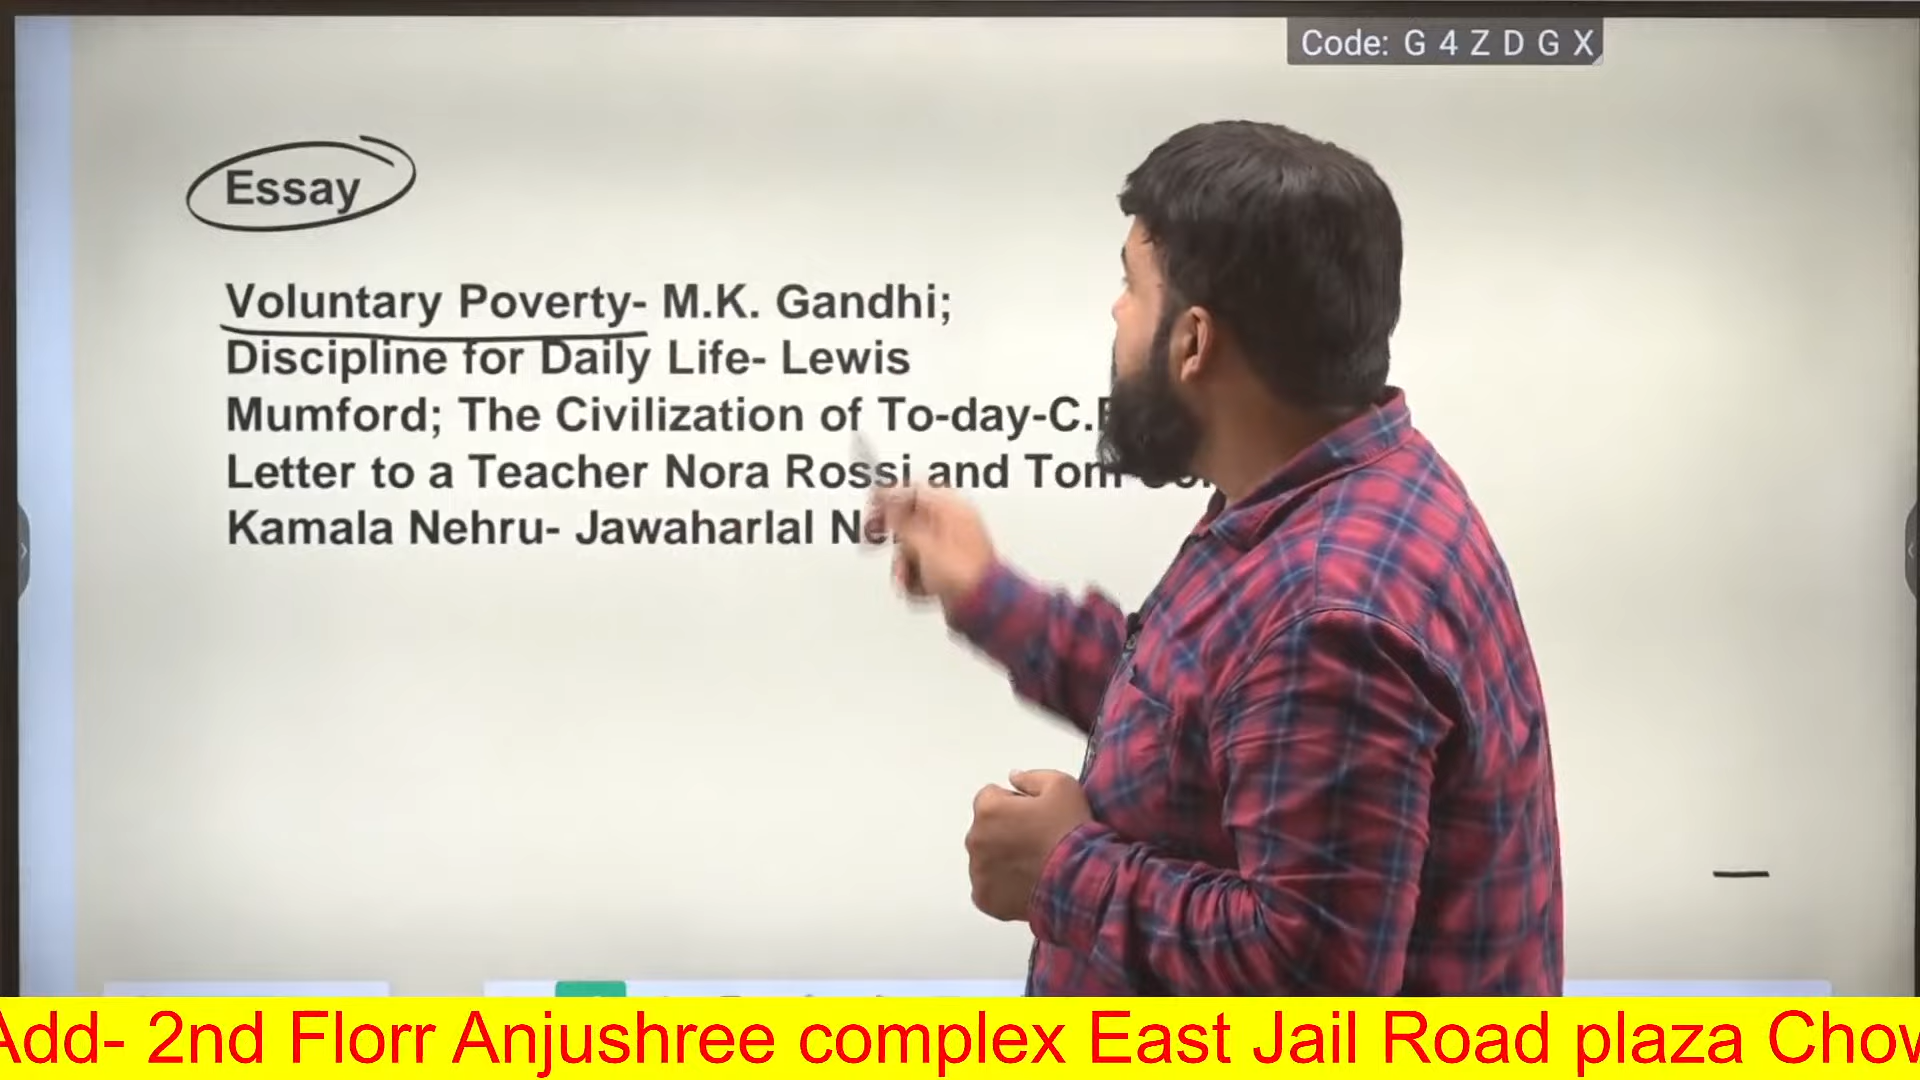 Code: G 4 Z D G X
Essay
Voluntary Poverty- M.K. Gandhi;
Discipline for Daily Life- Lewis
Mumford; The Civilization of To-day-C.
Letter to a Teacher Nora Rossi and Tom
Kamala Nehru- Jawaharlal
Add- 2nd Florr Anjushree complex East Jail Road plaza